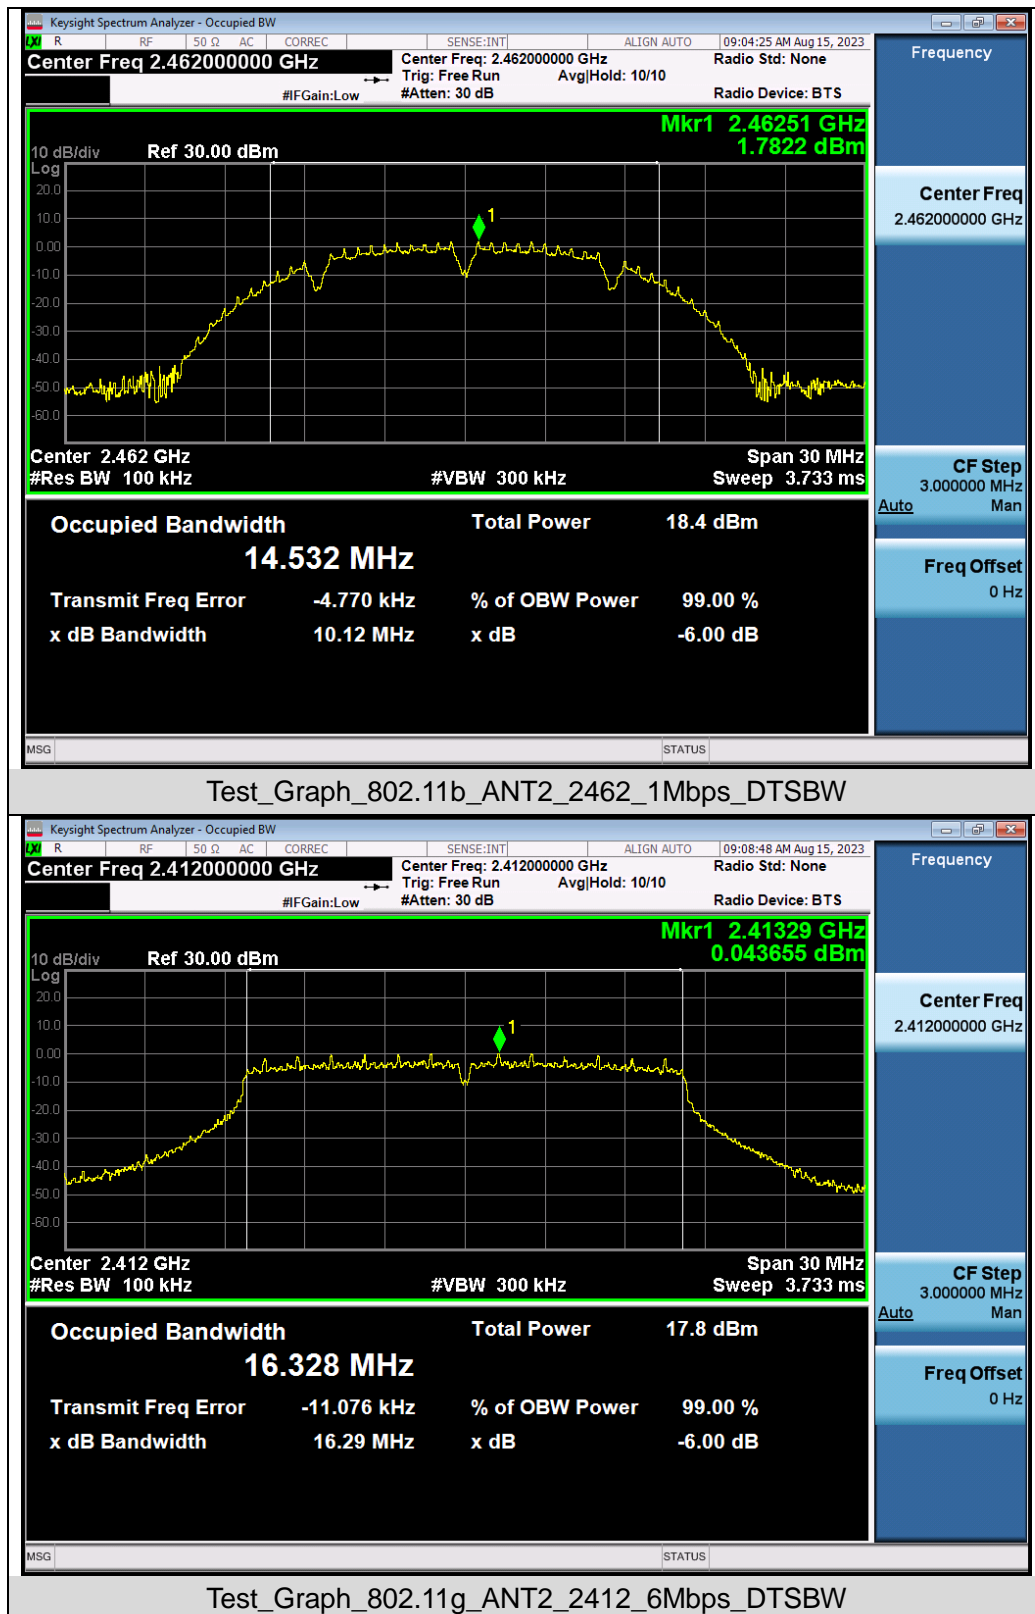 Keysight Spectrum Analyzer - Occupied BW
LXI R RF 50 Ω AC CORREC SENSE:INT ALIGN AUTO 09:04:25 AM Aug 15, 2023
Center Freq 2.462000000 GHz
Center Freq: 2.462000000 GHz
Radio Std: None
Trig: Free Run Avg|Hold: 10/10
#IFGain:Low #Atten: 30 dB Radio Device: BTS
Frequency
Mkr1 2.46251 GHz
1.7822 dBm
10 dB/div Ref 30.00 dBm
Log
20.0
10.0
0.00
-10.0
-20.0
-30.0
-40.0
-50.0
-60.0
1
Center 2.462 GHz Span 30 MHz
#Res BW 100 kHz #VBW 300 kHz Sweep 3.733 ms
Center Freq
2.462000000 GHz
CF Step
3.000000 MHz
Auto Man
Freq Offset
0 Hz
Occupied Bandwidth Total Power 18.4 dBm
14.532 MHz
Transmit Freq Error -4.770 kHz % of OBW Power 99.00 %
x dB Bandwidth 10.12 MHz x dB -6.00 dB
MSG STATUS
Test_Graph_802.11b_ANT2_2462_1Mbps_DTSBW
Keysight Spectrum Analyzer - Occupied BW
LXI R RF 50 Ω AC CORREC SENSE:INT ALIGN AUTO 09:08:48 AM Aug 15, 2023
Center Freq 2.412000000 GHz
Center Freq: 2.412000000 GHz
Radio Std: None
Trig: Free Run Avg|Hold: 10/10
#IFGain:Low #Atten: 30 dB Radio Device: BTS
Frequency
Mkr1 2.41329 GHz
0.043655 dBm
10 dB/div Ref 30.00 dBm
Log
20.0
10.0
0.00
-10.0
-20.0
-30.0
-40.0
-50.0
-60.0
1
Center 2.412 GHz Span 30 MHz
#Res BW 100 kHz #VBW 300 kHz Sweep 3.733 ms
Center Freq
2.412000000 GHz
CF Step
3.000000 MHz
Auto Man
Freq Offset
0 Hz
Occupied Bandwidth Total Power 17.8 dBm
16.328 MHz
Transmit Freq Error -11.076 kHz % of OBW Power 99.00 %
x dB Bandwidth 16.29 MHz x dB -6.00 dB
MSG STATUS
Test_Graph_802.11g_ANT2_2412_6Mbps_DTSBW